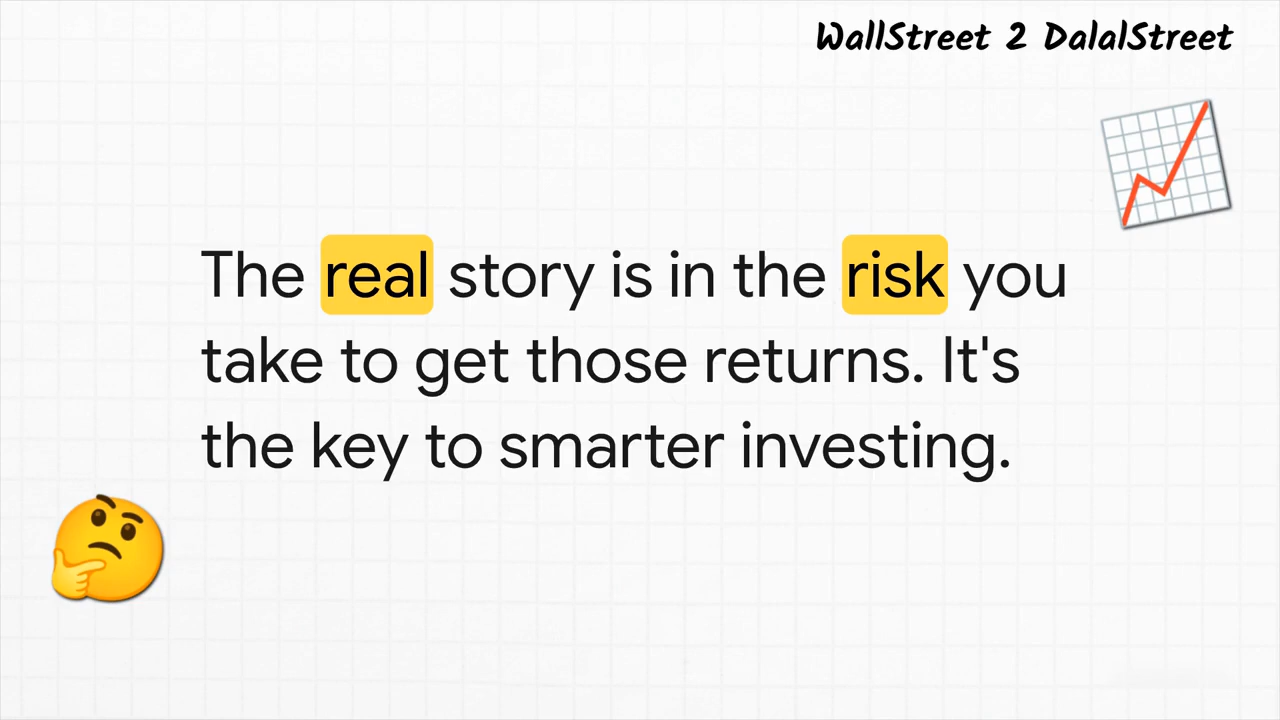 WallStreet 2 DalalStreet
The real story is in the risk you
take to get those returns. It's
the key to smarter investing.